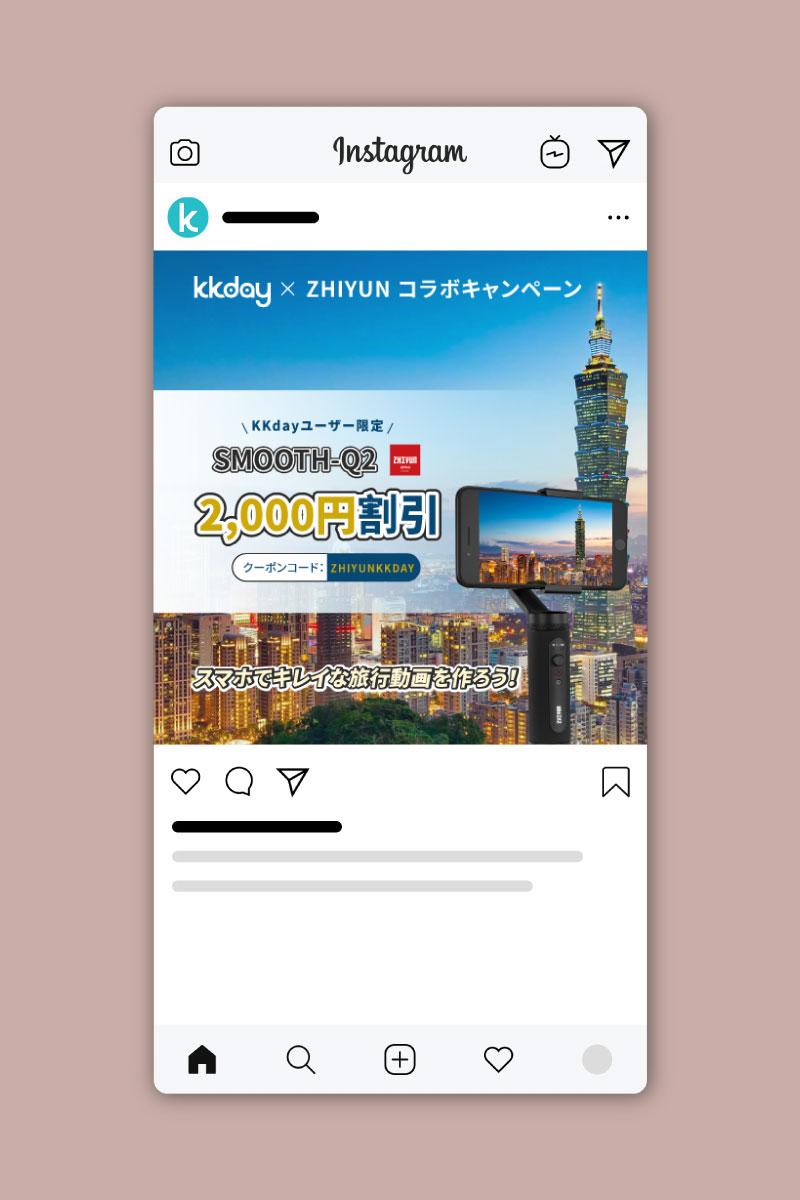 Instagram
k
kkday × ZHIYUN コラボキャンペーン
\ KKdayユーザー限定 /
SMOOTH-Q2 ZHIYUN
2,000円割引
クーポンコード: ZHIYUNKKDAY
スマホでキレイな旅行動画を作ろう!